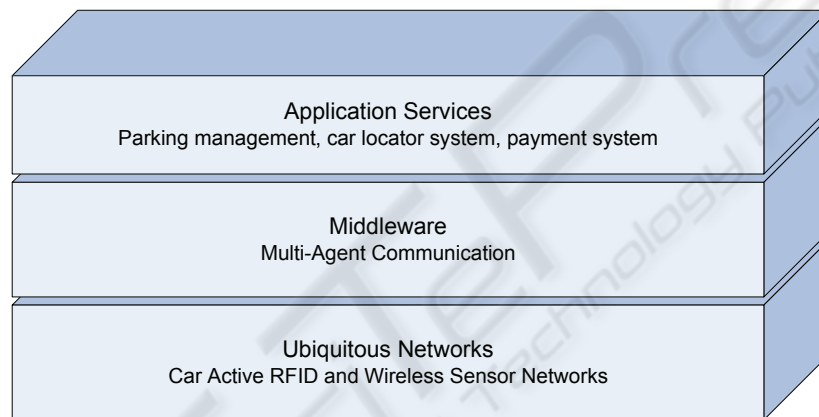 Application Services
Parking management, car locator system, payment system
Middleware
Multi-Agent Communication
Ubiquitous Networks
Car Active RFID and Wireless Sensor Networks